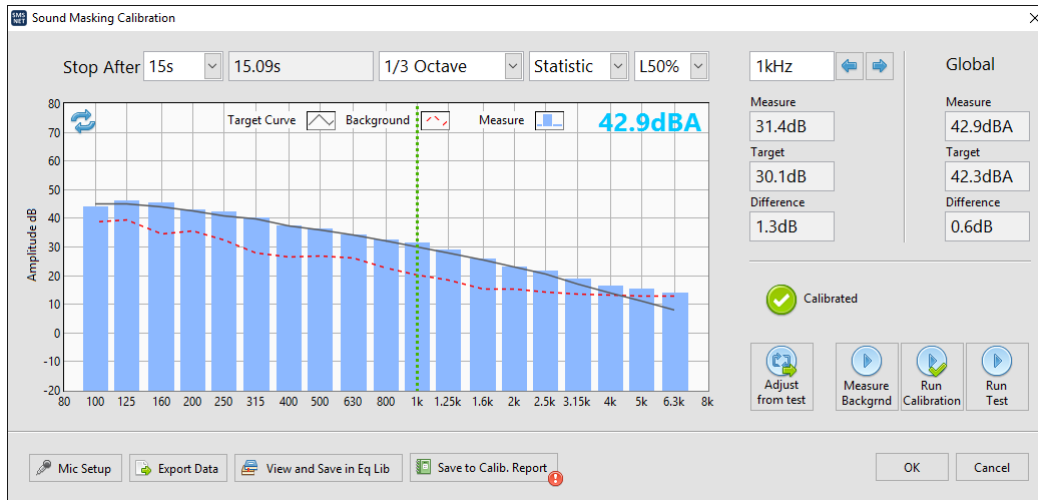 SMS
NET
Sound Masking Calibration
Stop After
15s
15.09s
1/3 Octave
Statistic
L50%
1kHz
Global
80
70
60
50
40
30
20
10
0
-10
-20
Amplitude dB
Target Curve
Background
Measure
42.9dBA
80 100 125 160 200 250 315 400 500 630 800 1k 1.25k 1.6k 2k 2.5k 3.15k 4k 5k 6.3k 8k
Measure
31.4dB
Target
30.1dB
Difference
1.3dB
Measure
42.9dBA
Target
42.3dBA
Difference
0.6dB
Calibrated
Adjust
from test
Measure
Backgrnd
Run
Calibration
Run
Test
Mic Setup
Export Data
View and Save in Eq Lib
Save to Calib. Report
OK
Cancel